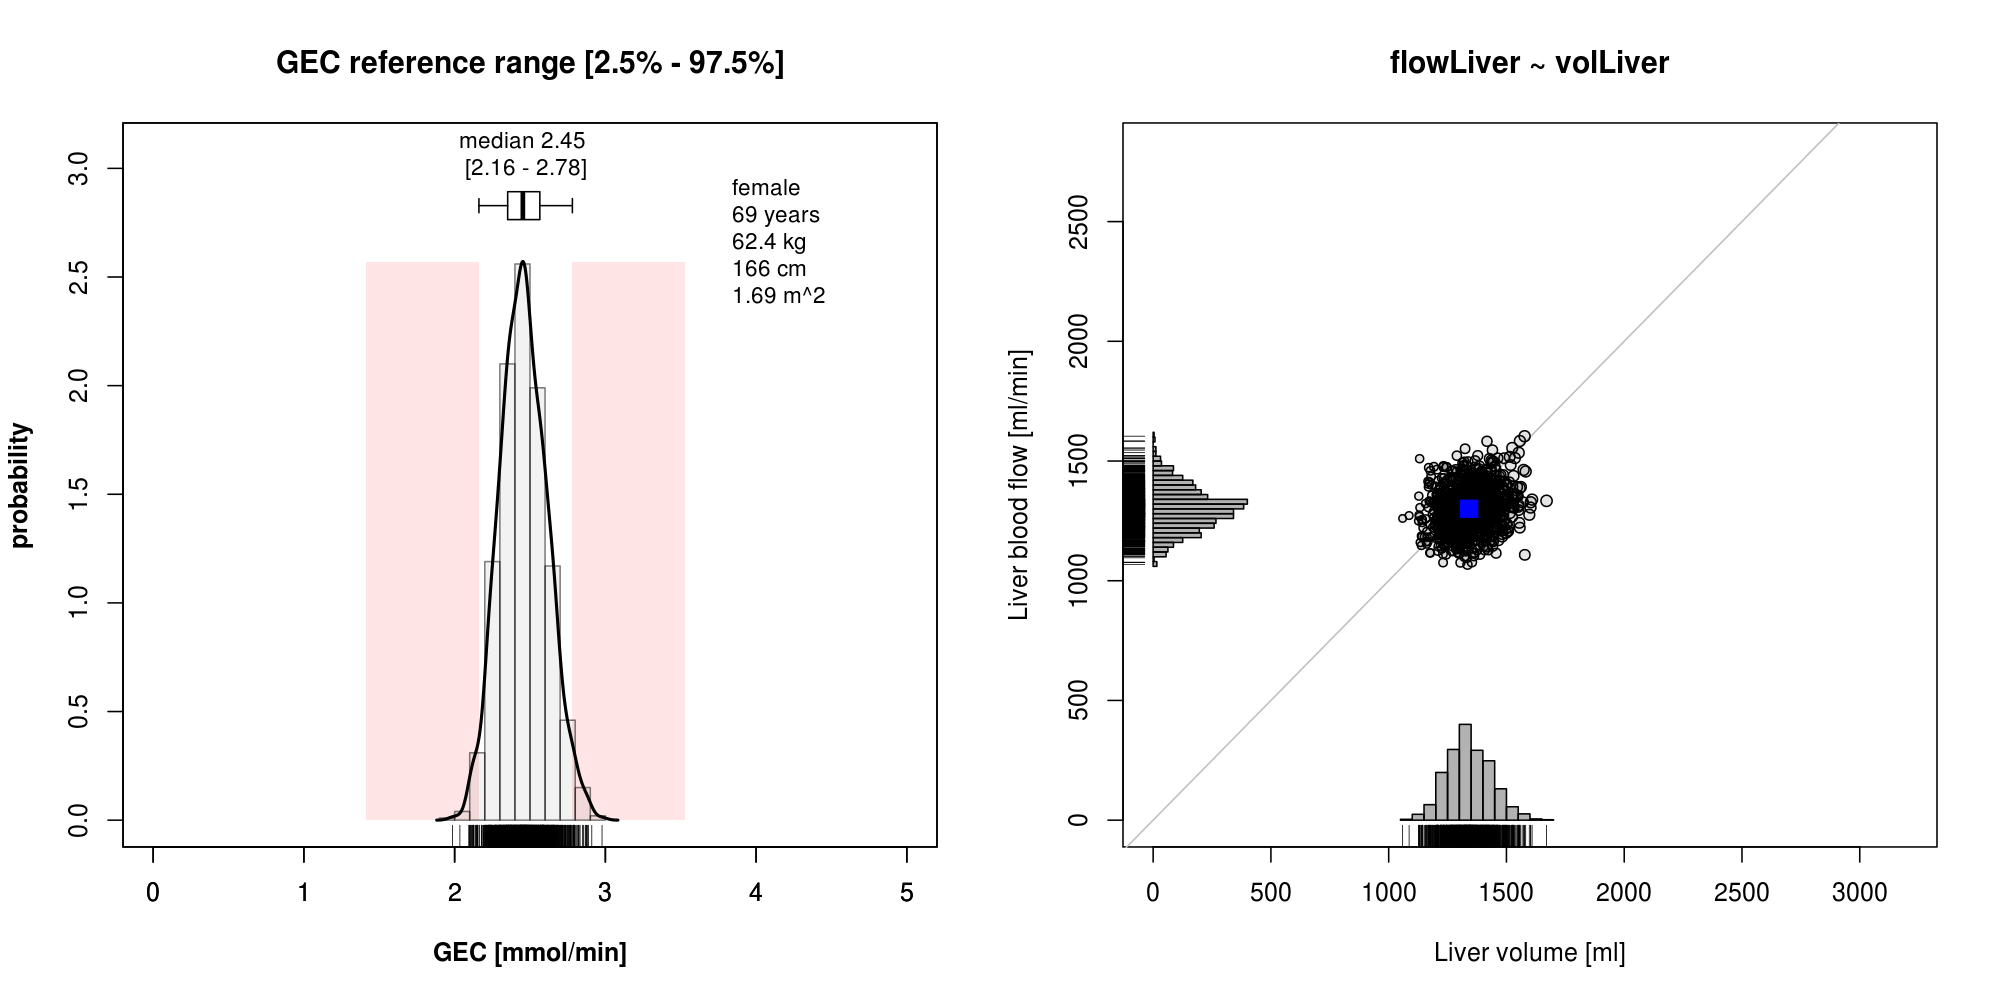 GEC reference range [2.5% - 97.5%]
median 2.45
[2.16 - 2.78]
female
69 years
62.4 kg
166 cm
1.69 m^2
probability
0.0
0.5
1.0
1.5
2.0
2.5
3.0
0 1 2 3 4 5
GEC [mmol/min]
flowLiver ~ volLiver
Liver blood flow [ml/min]
0
500
1000
1500
2000
2500
0 500 1000 1500 2000 2500 3000
Liver volume [ml]